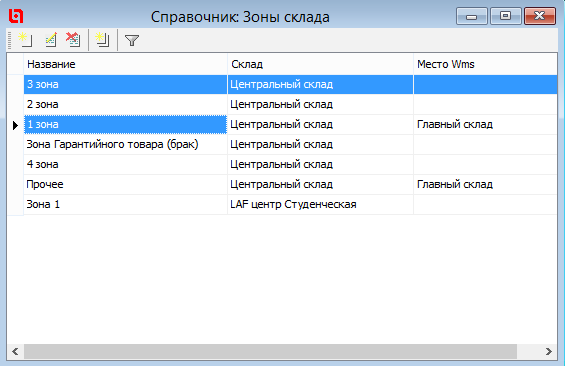 Справочник: Зоны склада
Название Склад Место Wms
3 зона Центральный склад
2 зона Центральный склад
1 зона Центральный склад Главный склад
Зона Гарантийного товара (брак) Центральный склад
4 зона Центральный склад
Прочее Центральный склад Главный склад
Зона 1 LAF центр Студенческая